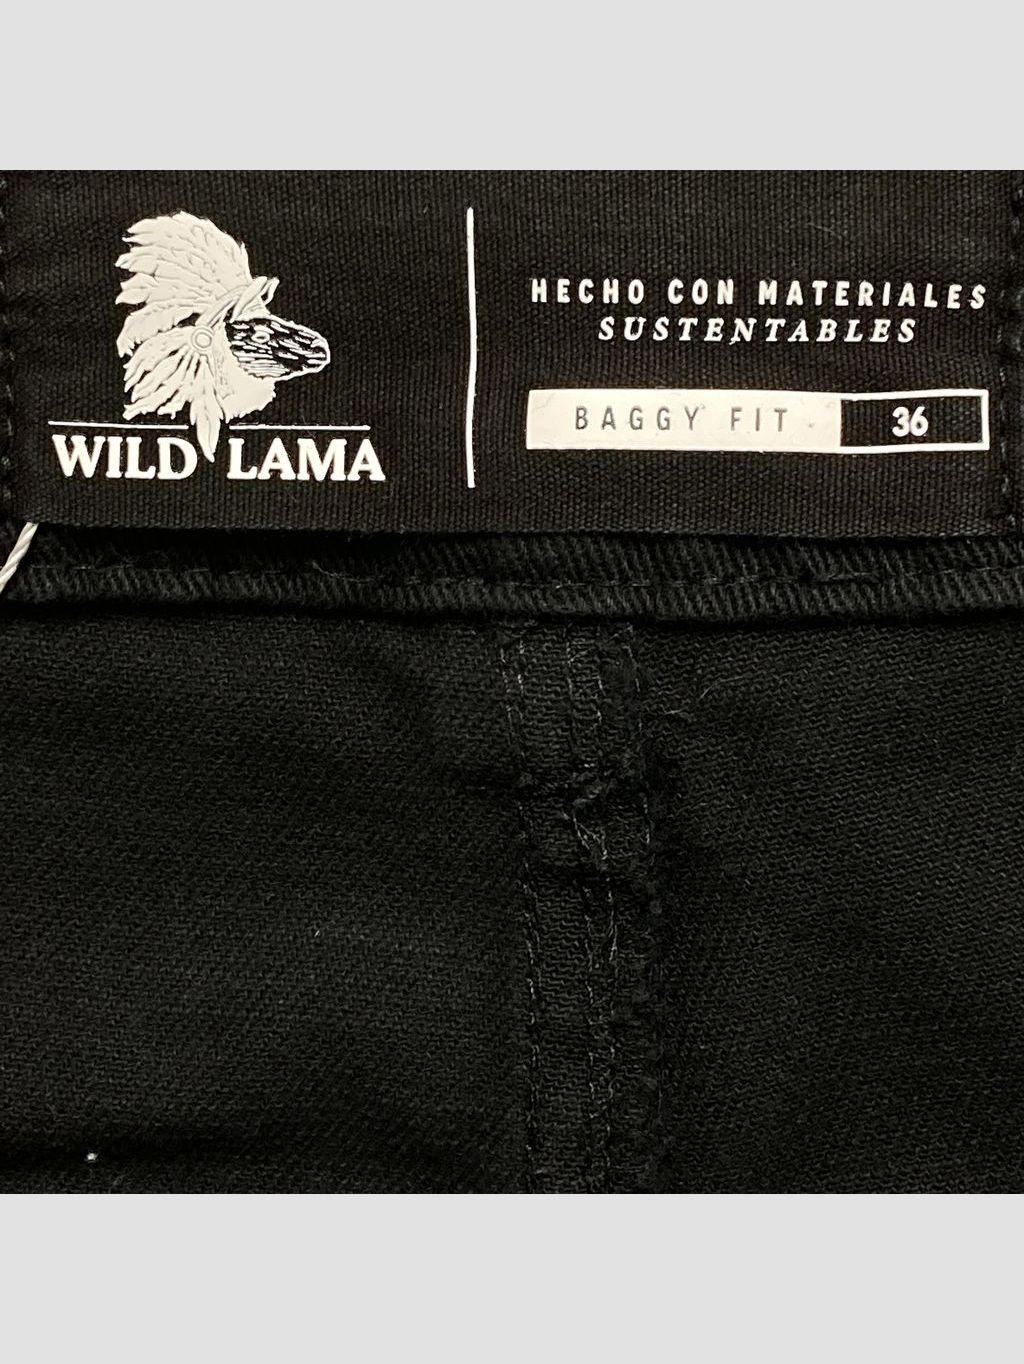 WILD LAMA
HECHO CON MATERIALES
SUSTENTABLES
BAGGY FIT 36